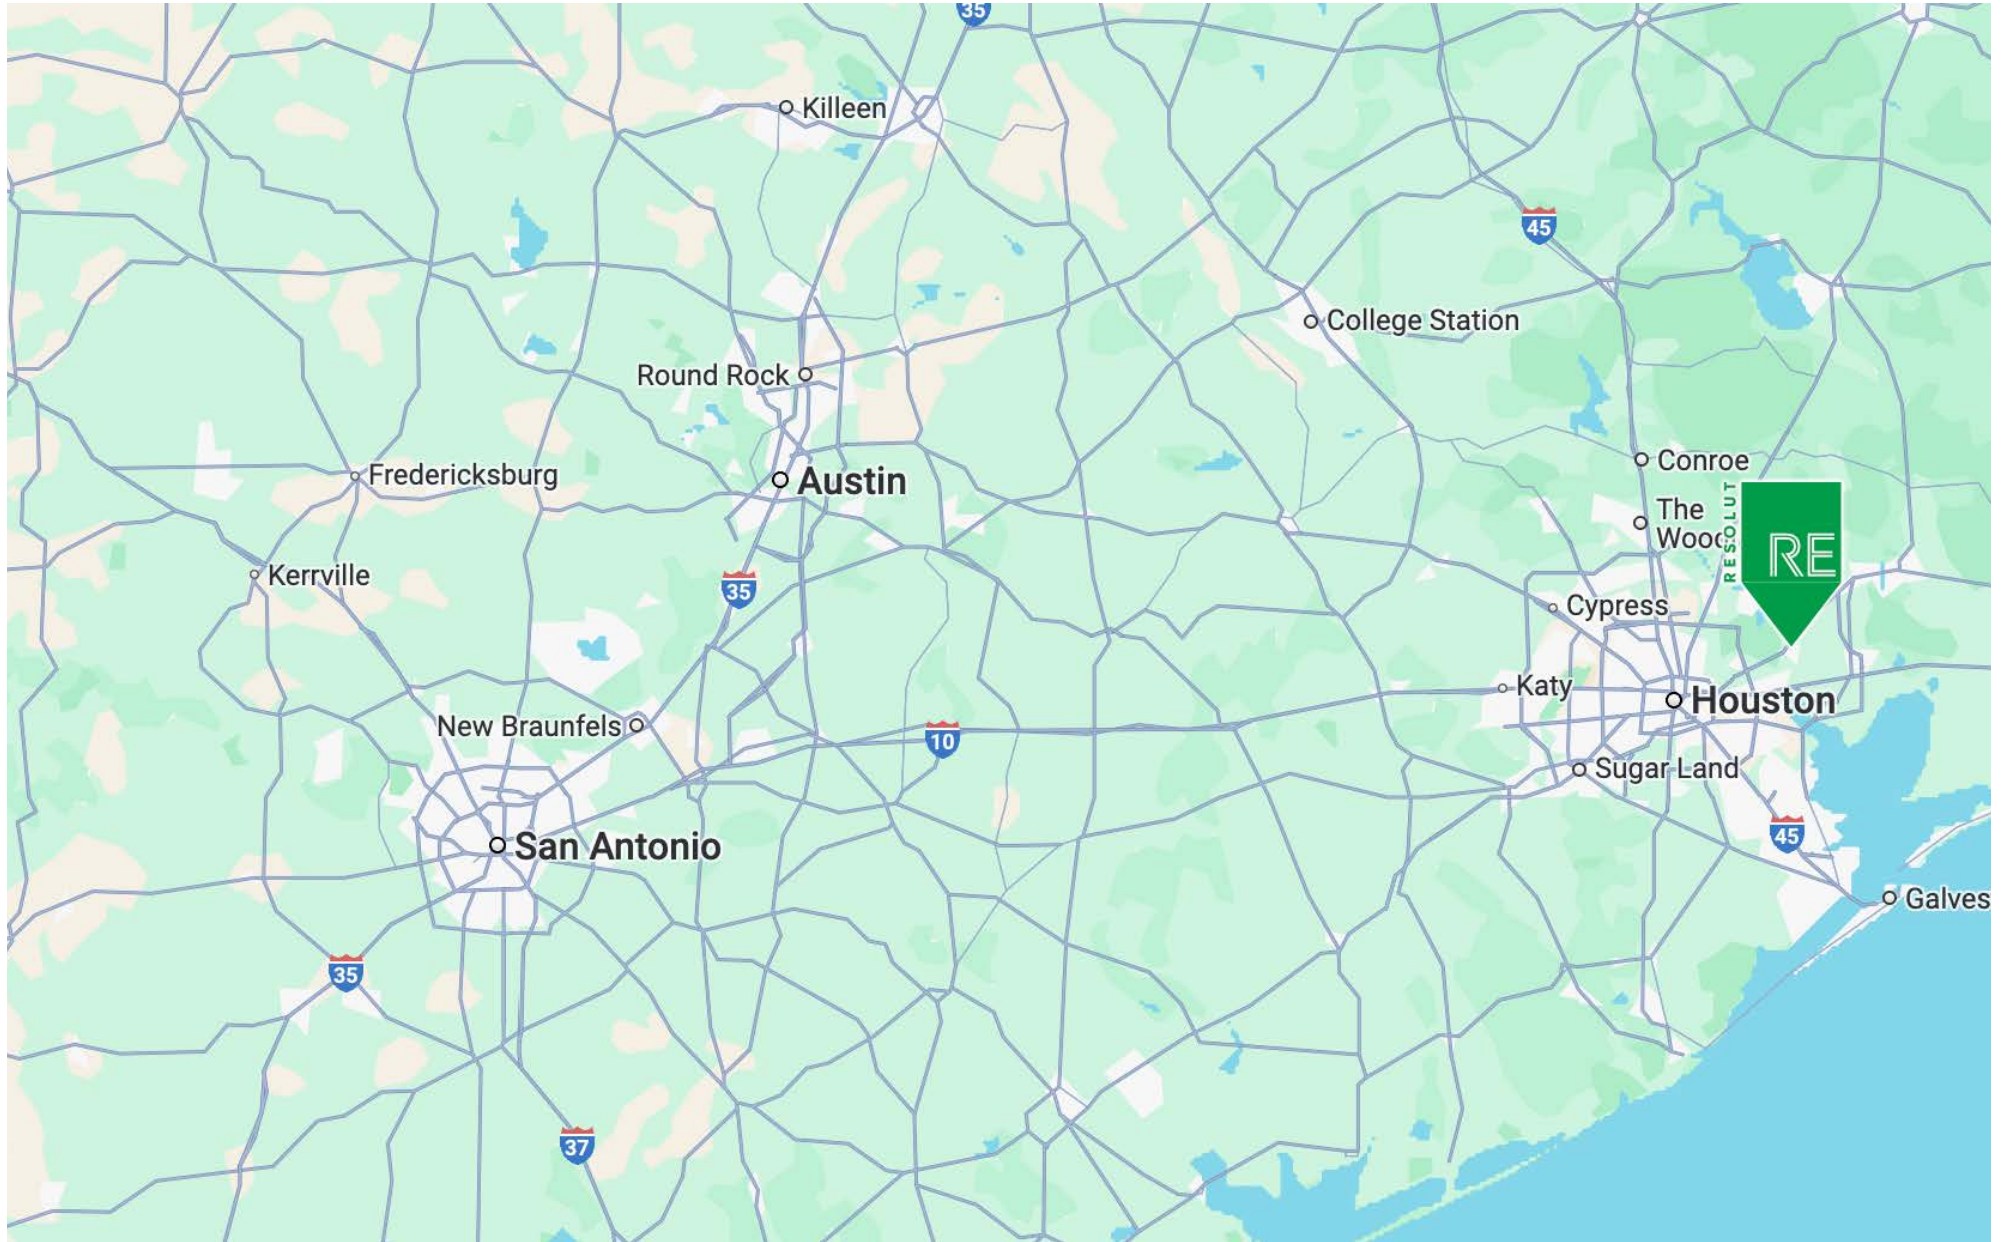 35
Killeen
45
College Station
Round Rock
Conroe
Fredericksburg
Austin
RESOLUT
RE
The
Wood
Kerrville
35
Cypress
Katy
Houston
New Braunfels
10
Sugar Land
45
San Antonio
Galves
35
37